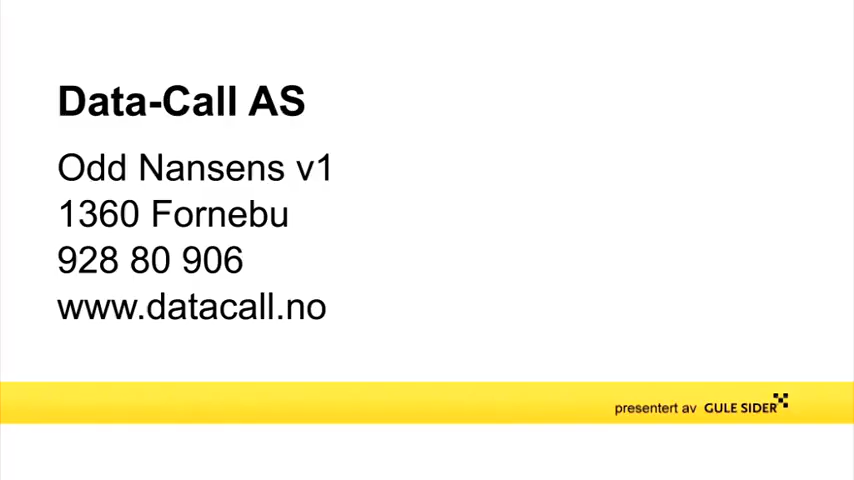 Data-Call AS
Odd Nansens v1
1360 Fornebu
928 80 906
www.datacall.no
presentert av GULE SIDER